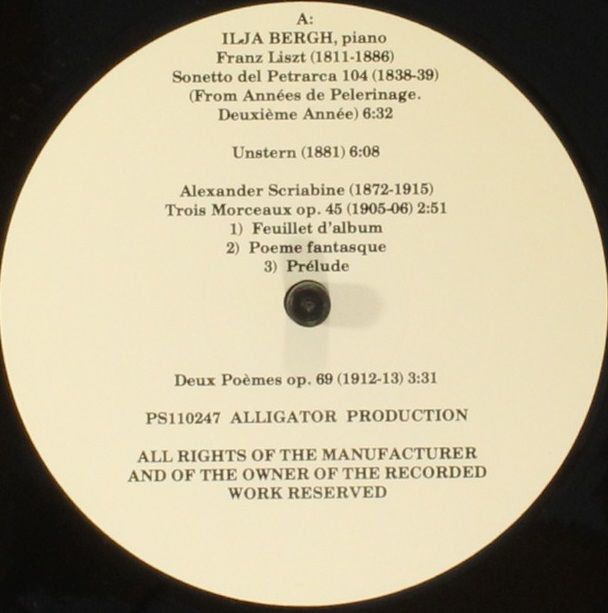 A:
ILJA BERGH, piano
Franz Liszt (1811-1886)
Sonetto del Petrarca 104 (1838-39)
(From Années de Pelerinage.
Deuxième Année) 6:32
Unstern (1881) 6:08
Alexander Scriabine (1872-1915)
Trois Morceaux op. 45 (1905-06) 2:51
1) Feuillet d'album
2) Poeme fantasque
3) Prélude
Deux Poèmes op. 69 (1912-13) 3:31
PS110247 ALLIGATOR PRODUCTION
ALL RIGHTS OF THE MANUFACTURER
AND OF THE OWNER OF THE RECORDED
WORK RESERVED